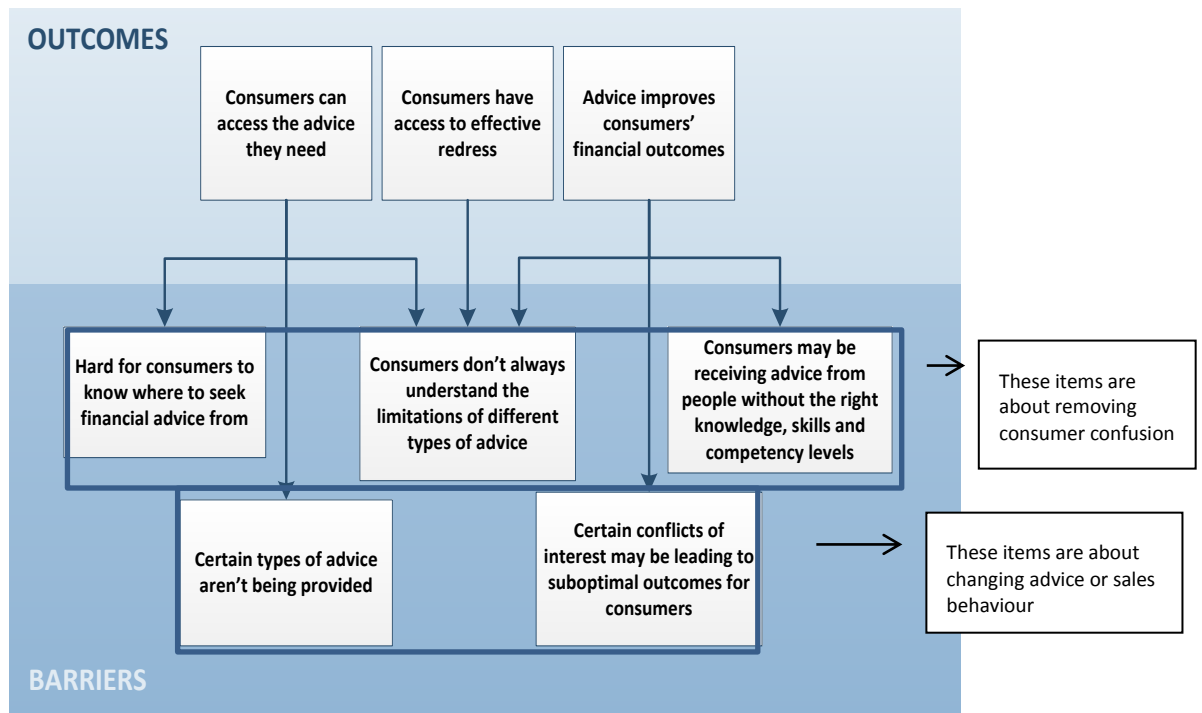 OUTCOMES
Consumers can
access the advice
they need
Consumers have
access to effective
redress
Advice improves
consumers’
financial outcomes
Hard for consumers to
know where to seek
financial advice from
Consumers don’t always
understand the
limitations of different
types of advice
Consumers may be
receiving advice from
people without the right
knowledge, skills and
competency levels
These items are
about removing
consumer confusion
Certain types of advice
aren’t being provided
Certain conflicts of
interest may be leading to
suboptimal outcomes for
consumers
These items are about
changing advice or sales
behaviour
BARRIERS